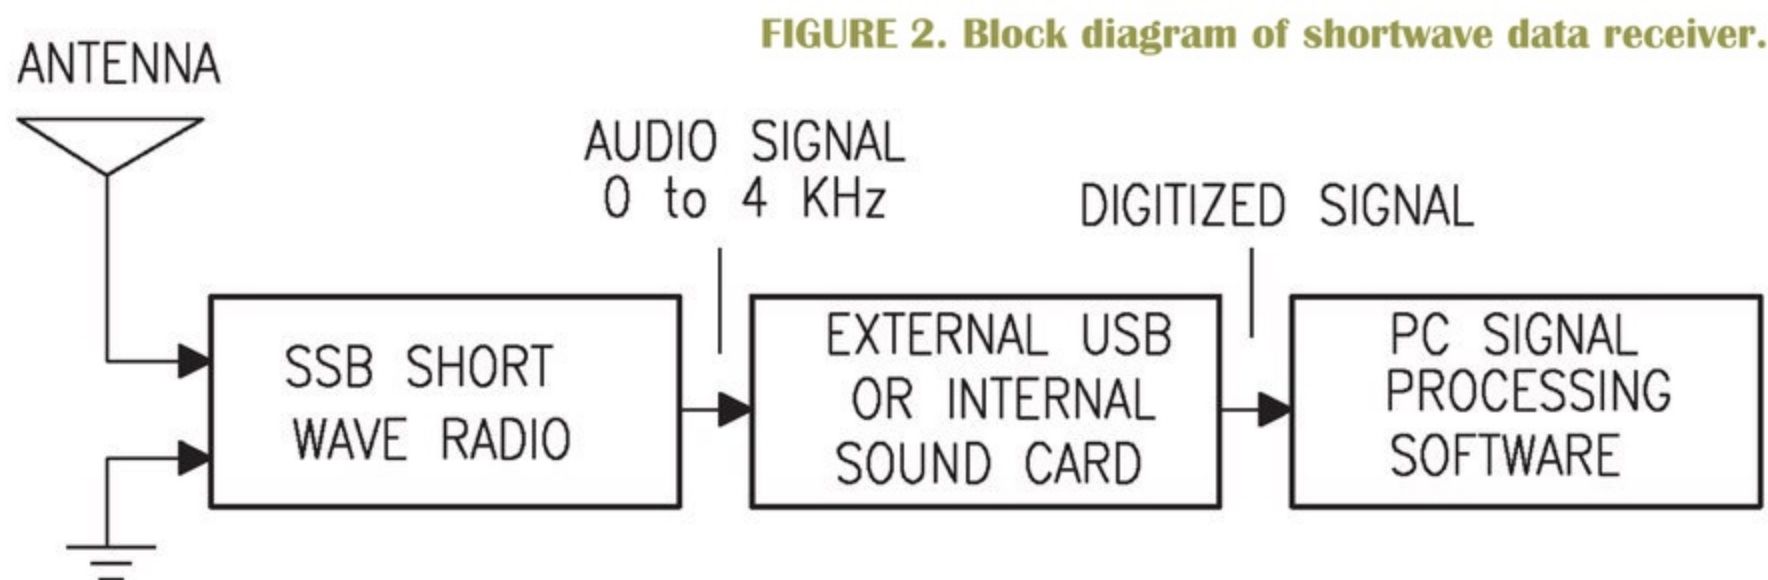 FIGURE 2. Block diagram of shortwave data receiver.
ANTENNA
AUDIO SIGNAL
0 to 4 KHz
DIGITIZED SIGNAL
SSB SHORT
WAVE RADIO
EXTERNAL USB
OR INTERNAL
SOUND CARD
PC SIGNAL
PROCESSING
SOFTWARE